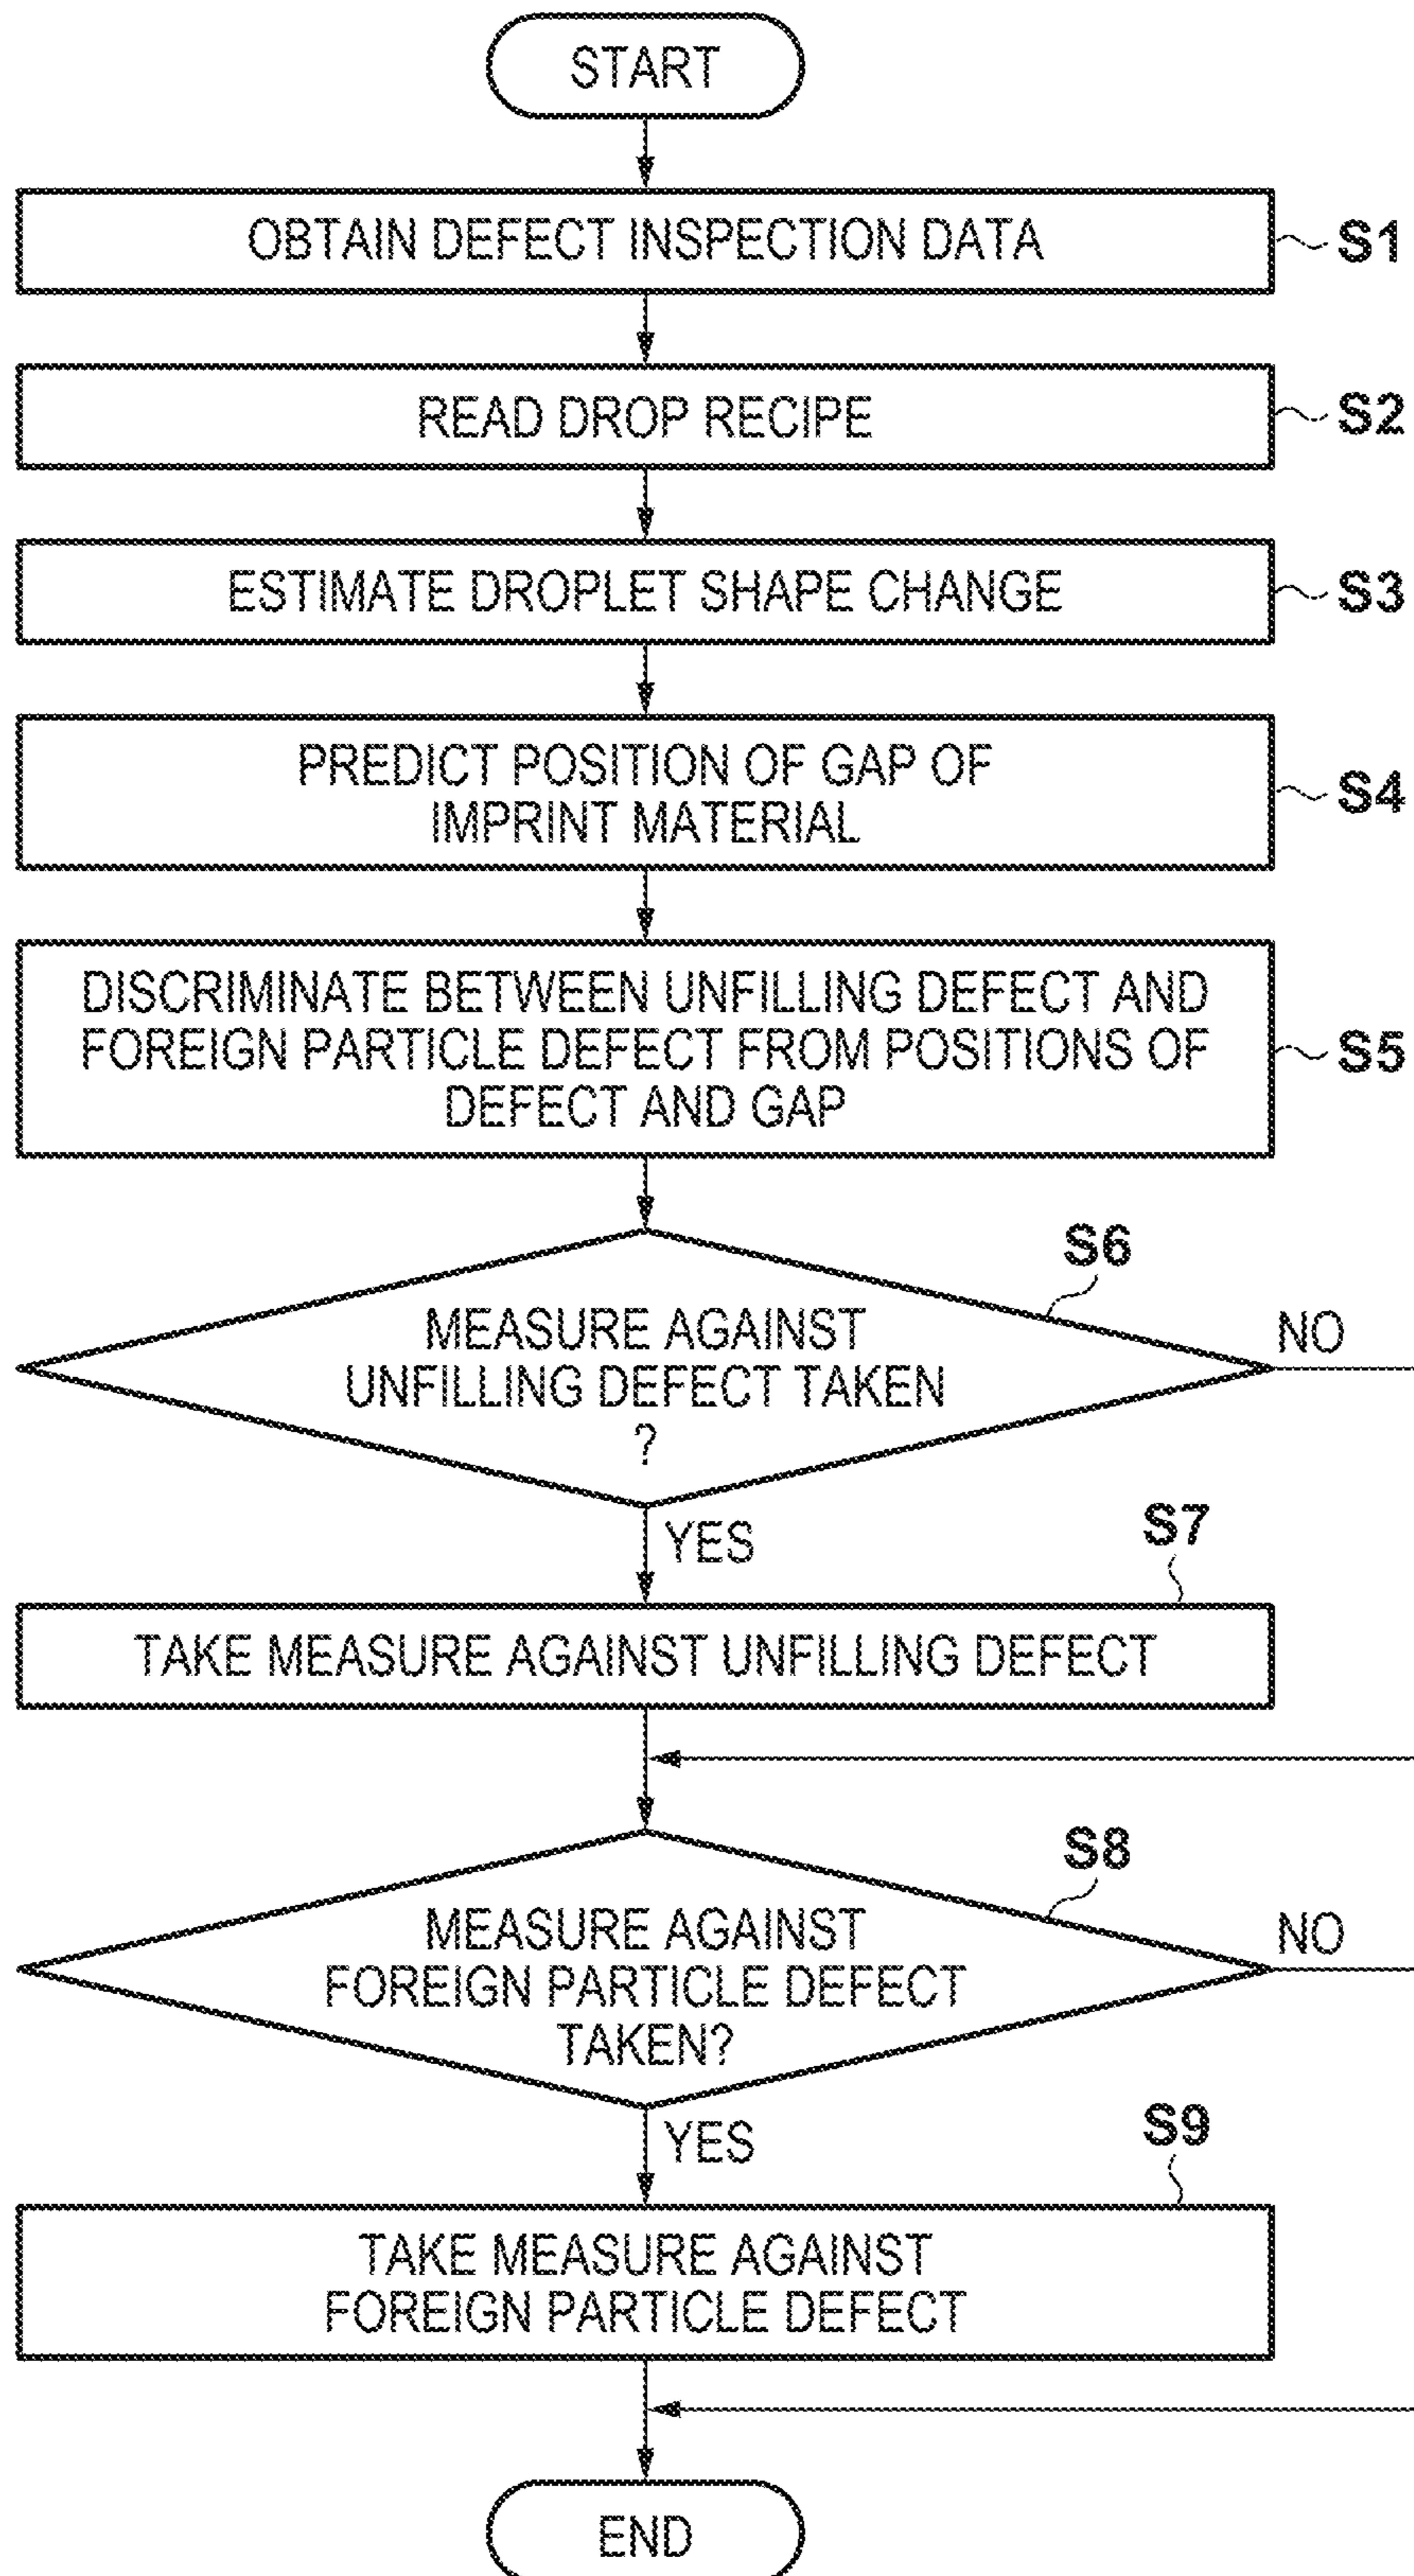 START
OBTAIN DEFECT INSPECTION DATA
S1
READ DROP RECIPE
S2
ESTIMATE DROPLET SHAPE CHANGE
S3
PREDICT POSITION OF GAP OF
IMPRINT MATERIAL
S4
DISCRIMINATE BETWEEN UNFILLING DEFECT AND
FOREIGN PARTICLE DEFECT FROM POSITIONS OF
DEFECT AND GAP
S5
S6
MEASURE AGAINST
UNFILLING DEFECT TAKEN
?
NO
YES
S7
TAKE MEASURE AGAINST UNFILLING DEFECT
S8
MEASURE AGAINST
FOREIGN PARTICLE DEFECT
TAKEN?
NO
YES
S9
TAKE MEASURE AGAINST
FOREIGN PARTICLE DEFECT
END